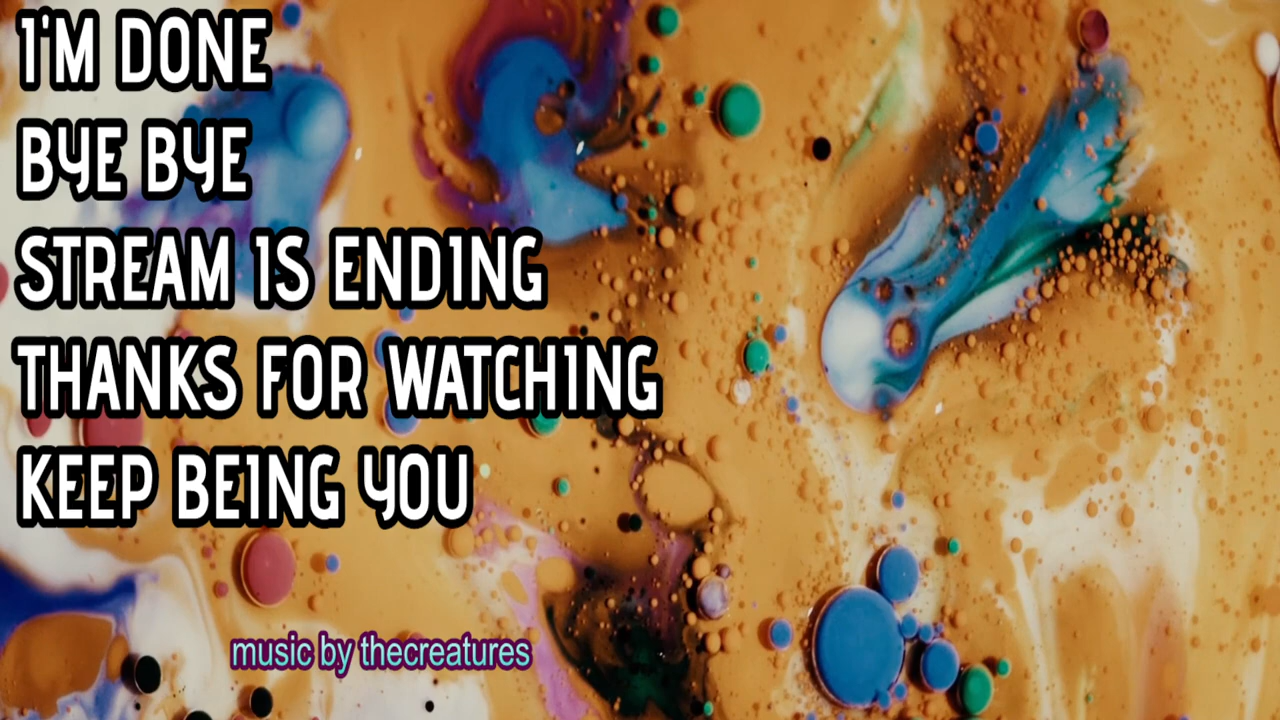 I'M DONE
BYE BYE
STREAM IS ENDING
THANKS FOR WATCHING
KEEP BEING YOU
music by thecreatures